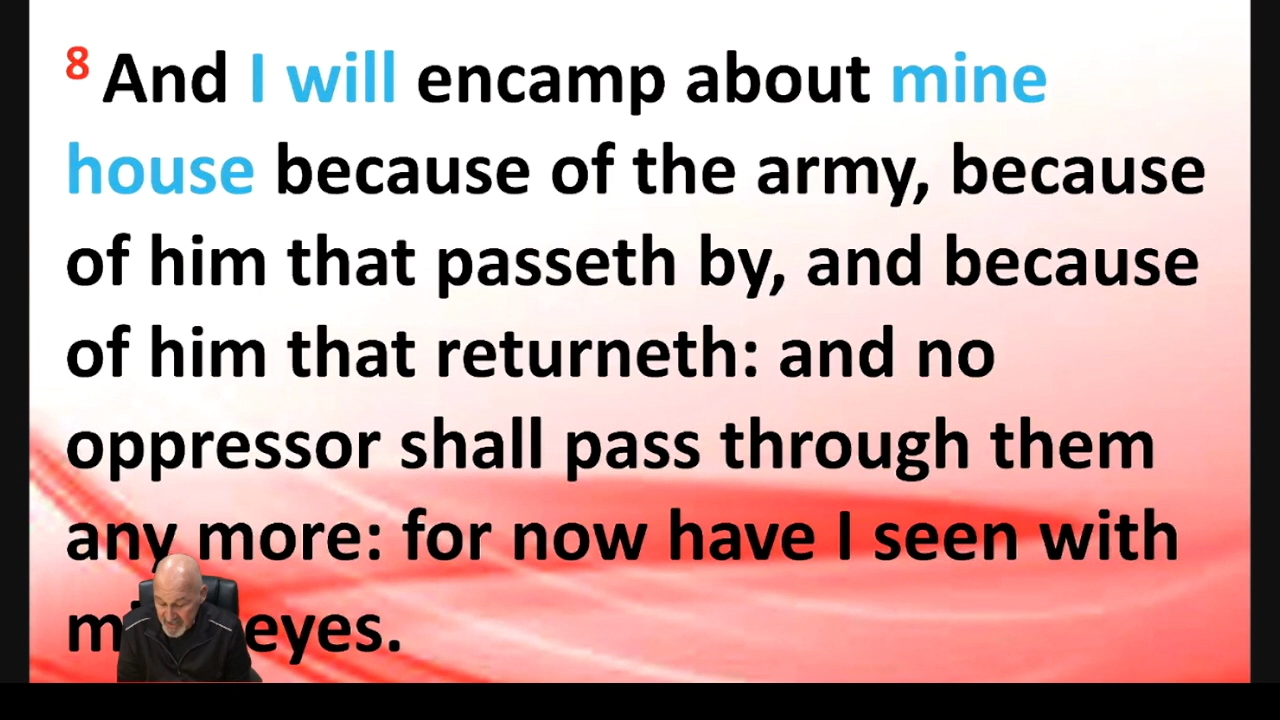 8 And I will encamp about mine
house because of the army, because
of him that passeth by, and because
of him that returneth: and no
oppressor shall pass through them
any more: for now have I seen with
eyes.